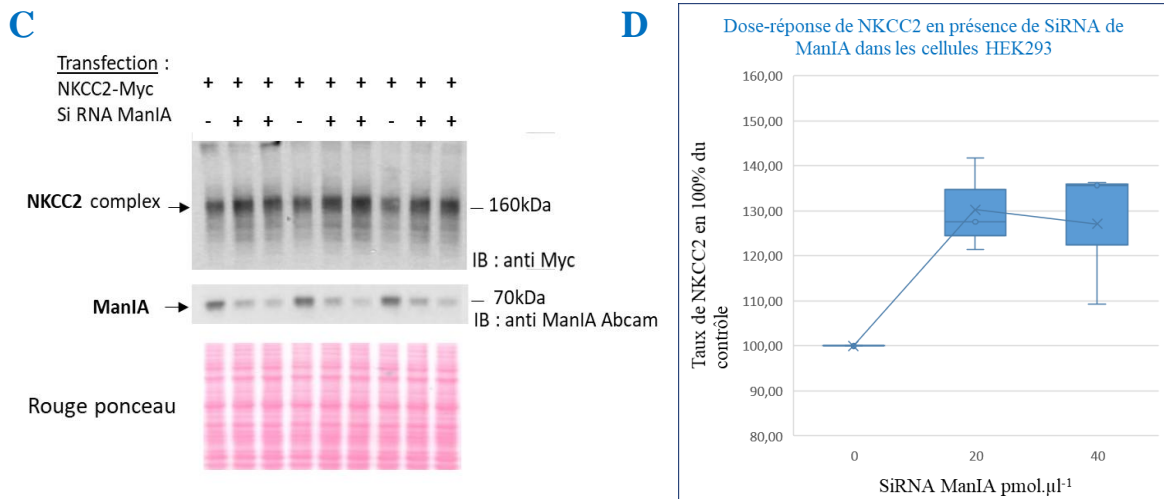 C
Transfection :
NKCC2-Myc + + + + + + + + +
Si RNA ManIA - + + - + + - + +
NKCC2 complex
160kDa
IB : anti Myc
ManIA
70kDa
IB : anti ManIA Abcam
Rouge ponceau
D
Dose-réponse de NKCC2 en présence de SiRNA de
ManIA dans les cellules HEK293
Taux de NKCC2 en 100% du
contrôle
160,00
150,00
140,00
130,00
120,00
110,00
100,00
90,00
80,00
0 20 40
SiRNA ManIA pmol.µl⁻¹